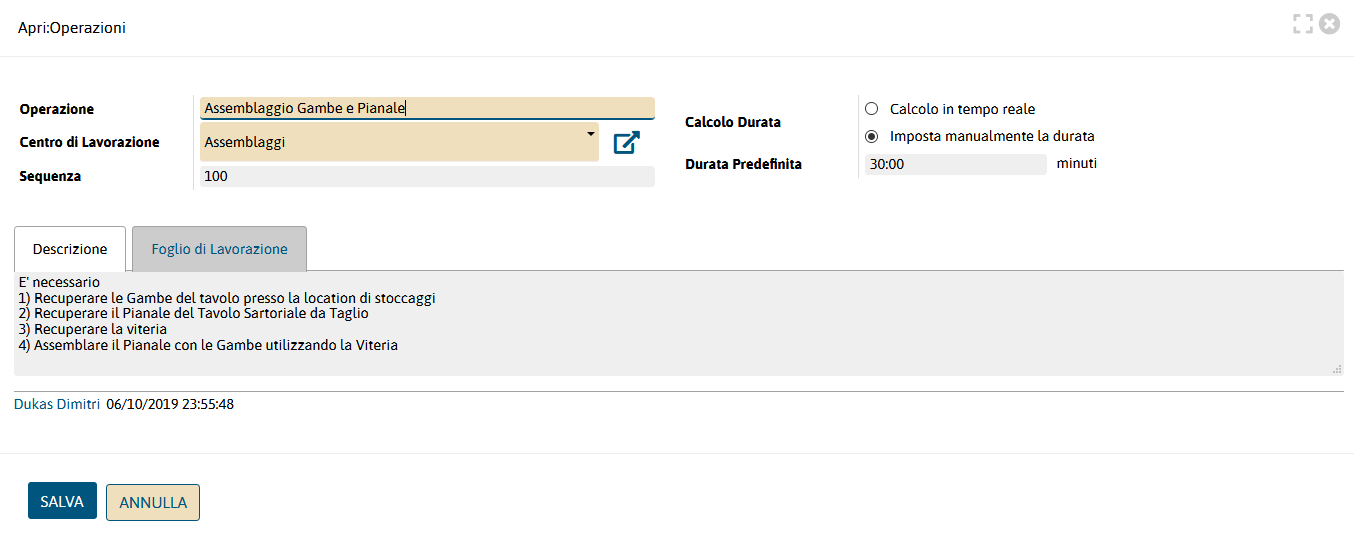 Apri:Operazioni
Operazione
Assemblaggio Gambe e Pianale
Centro di Lavorazione
Assemblaggi
Sequenza
100
Calcolo Durata
Calcolo in tempo reale
Imposta manualmente la durata
Durata Predefinita
30:00 minuti
Descrizione
Foglio di Lavorazione
E' necessario
1) Recuperare le Gambe del tavolo presso la location di stoccaggi
2) Recuperare il Pianale del Tavolo Sartoriale da Taglio
3) Recuperare la viteria
4) Assemblare il Pianale con le Gambe utilizzando la Viteria
Dukas Dimitri 06/10/2019 23:55:48
SALVA
ANNULLA